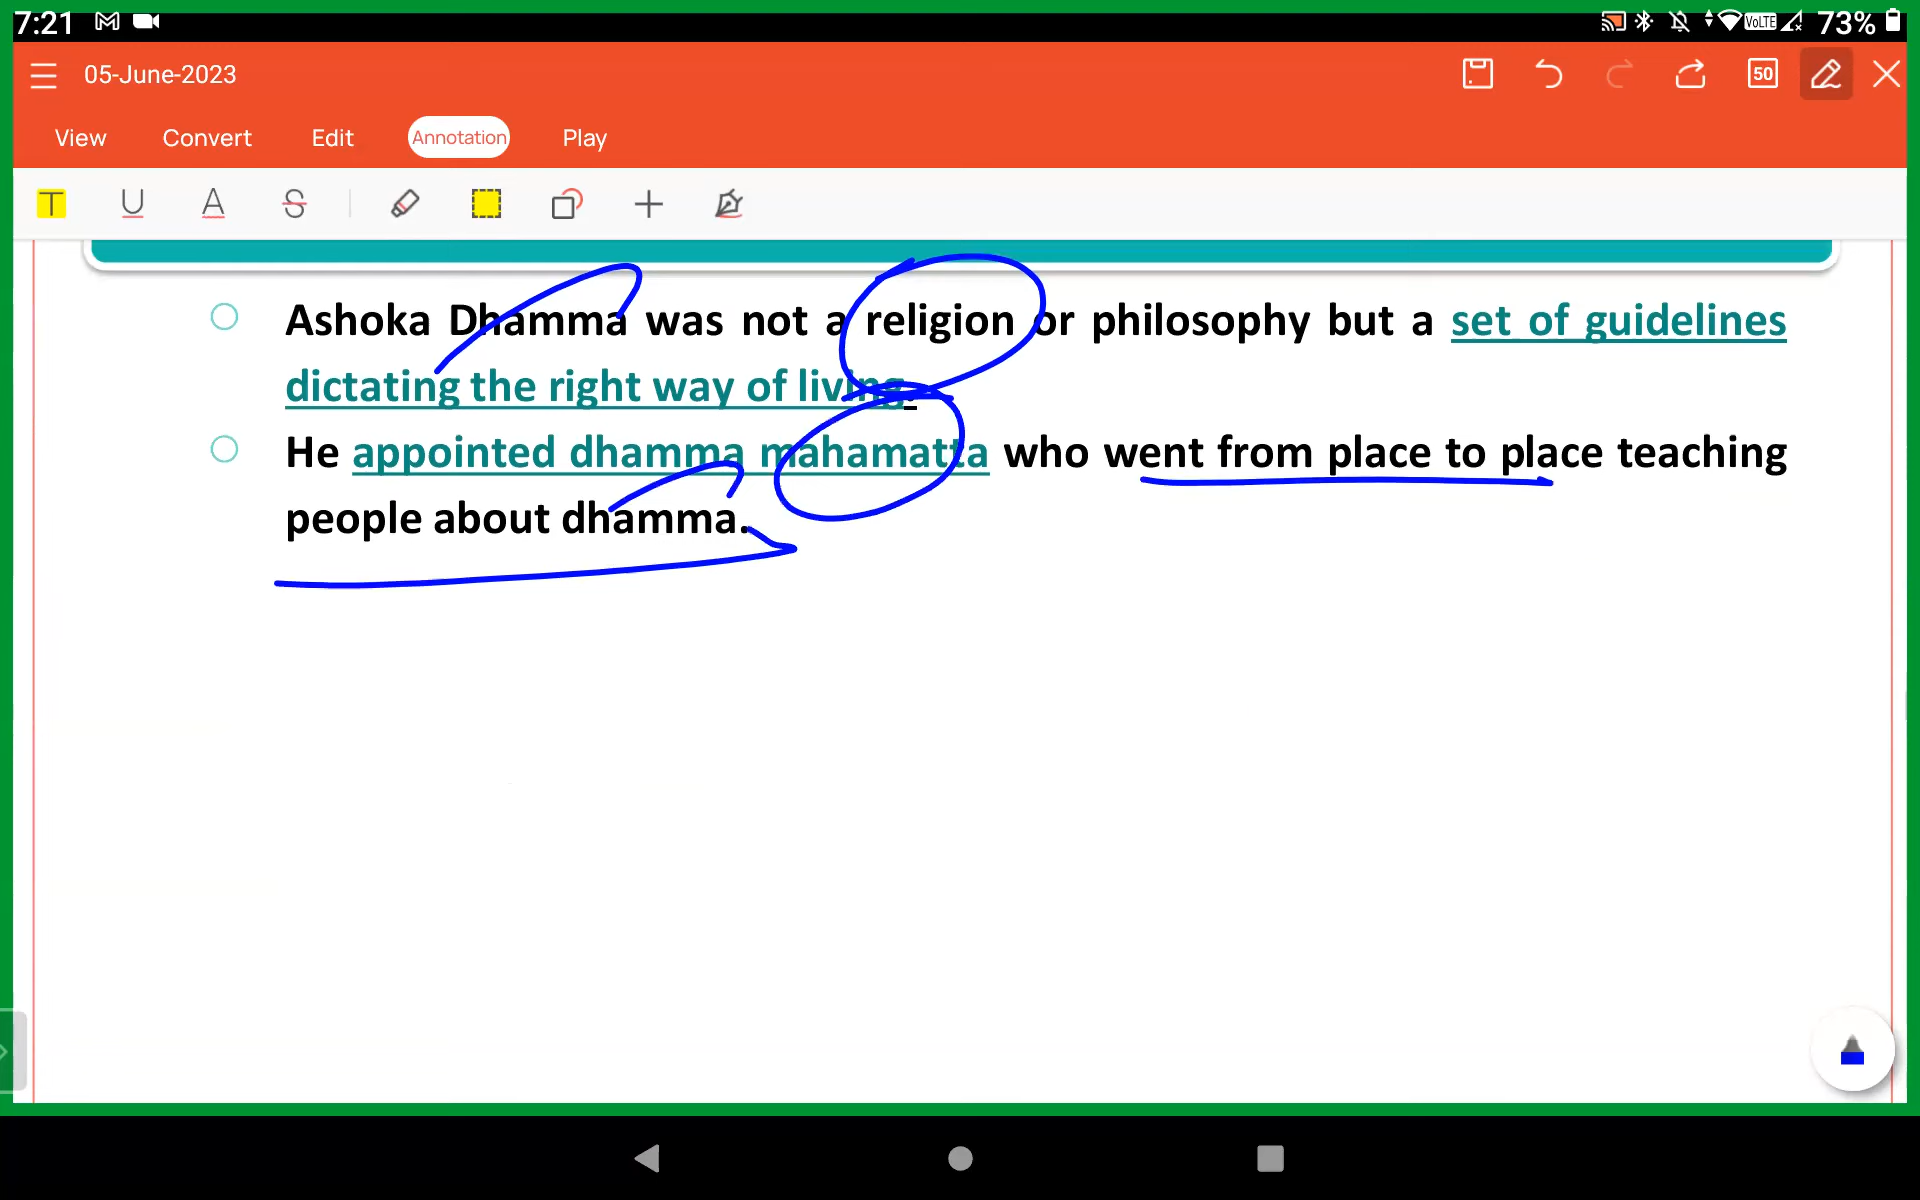 7:21 VoLTE 73%
05-June-2023 50
View Convert Edit Annotation Play
T U A S
Ashoka Dhamma was not a religion or philosophy but a set of guidelines
dictating the right way of living.
He appointed dhamma mahamatta who went from place to place teaching
people about dhamma.